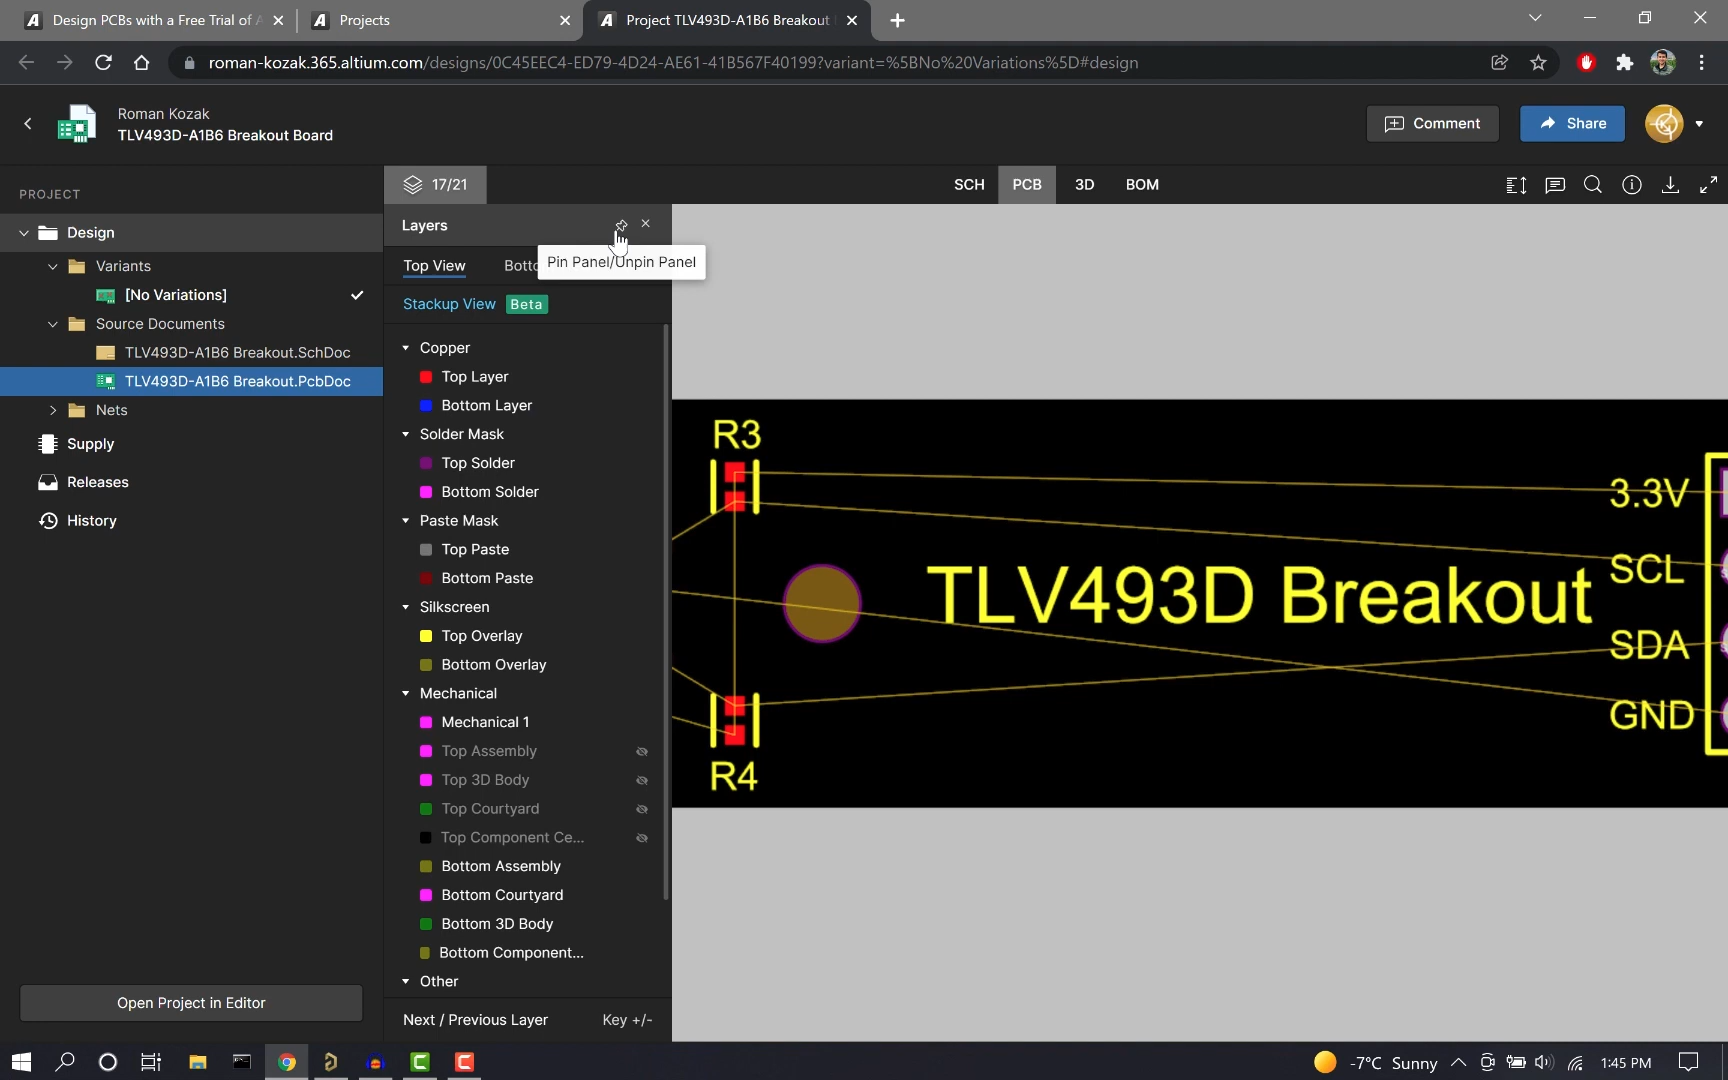 Design PCBs with a Free Trial of A
Projects
Project TLV493D-A1B6 Breakout
roman-kozak.365.altium.com/designs/0C45EEC4-ED79-4D24-AE61-41B567F40199?variant=%5BNo%20Variations%5D#design
Roman Kozak
TLV493D-A1B6 Breakout Board
Comment
Share
PROJECT
17/21
SCH
PCB
3D
BOM
Design
Variants
[No Variations]
Source Documents
TLV493D-A1B6 Breakout.SchDoc
TLV493D-A1B6 Breakout.PcbDoc
Nets
Supply
Releases
History
Open Project in Editor
Layers
Top View
Botto
Pin Panel/Unpin Panel
Stackup View Beta
Copper
Top Layer
Bottom Layer
Solder Mask
Top Solder
Bottom Solder
Paste Mask
Top Paste
Bottom Paste
Silkscreen
Top Overlay
Bottom Overlay
Mechanical
Mechanical 1
Top Assembly
Top 3D Body
Top Courtyard
Top Component Ce...
Bottom Assembly
Bottom Courtyard
Bottom 3D Body
Bottom Component...
Other
Next / Previous Layer
Key +/-
R3
3.3V
TLV493D Breakout
SCL
SDA
GND
R4
-7°C Sunny
1:45 PM